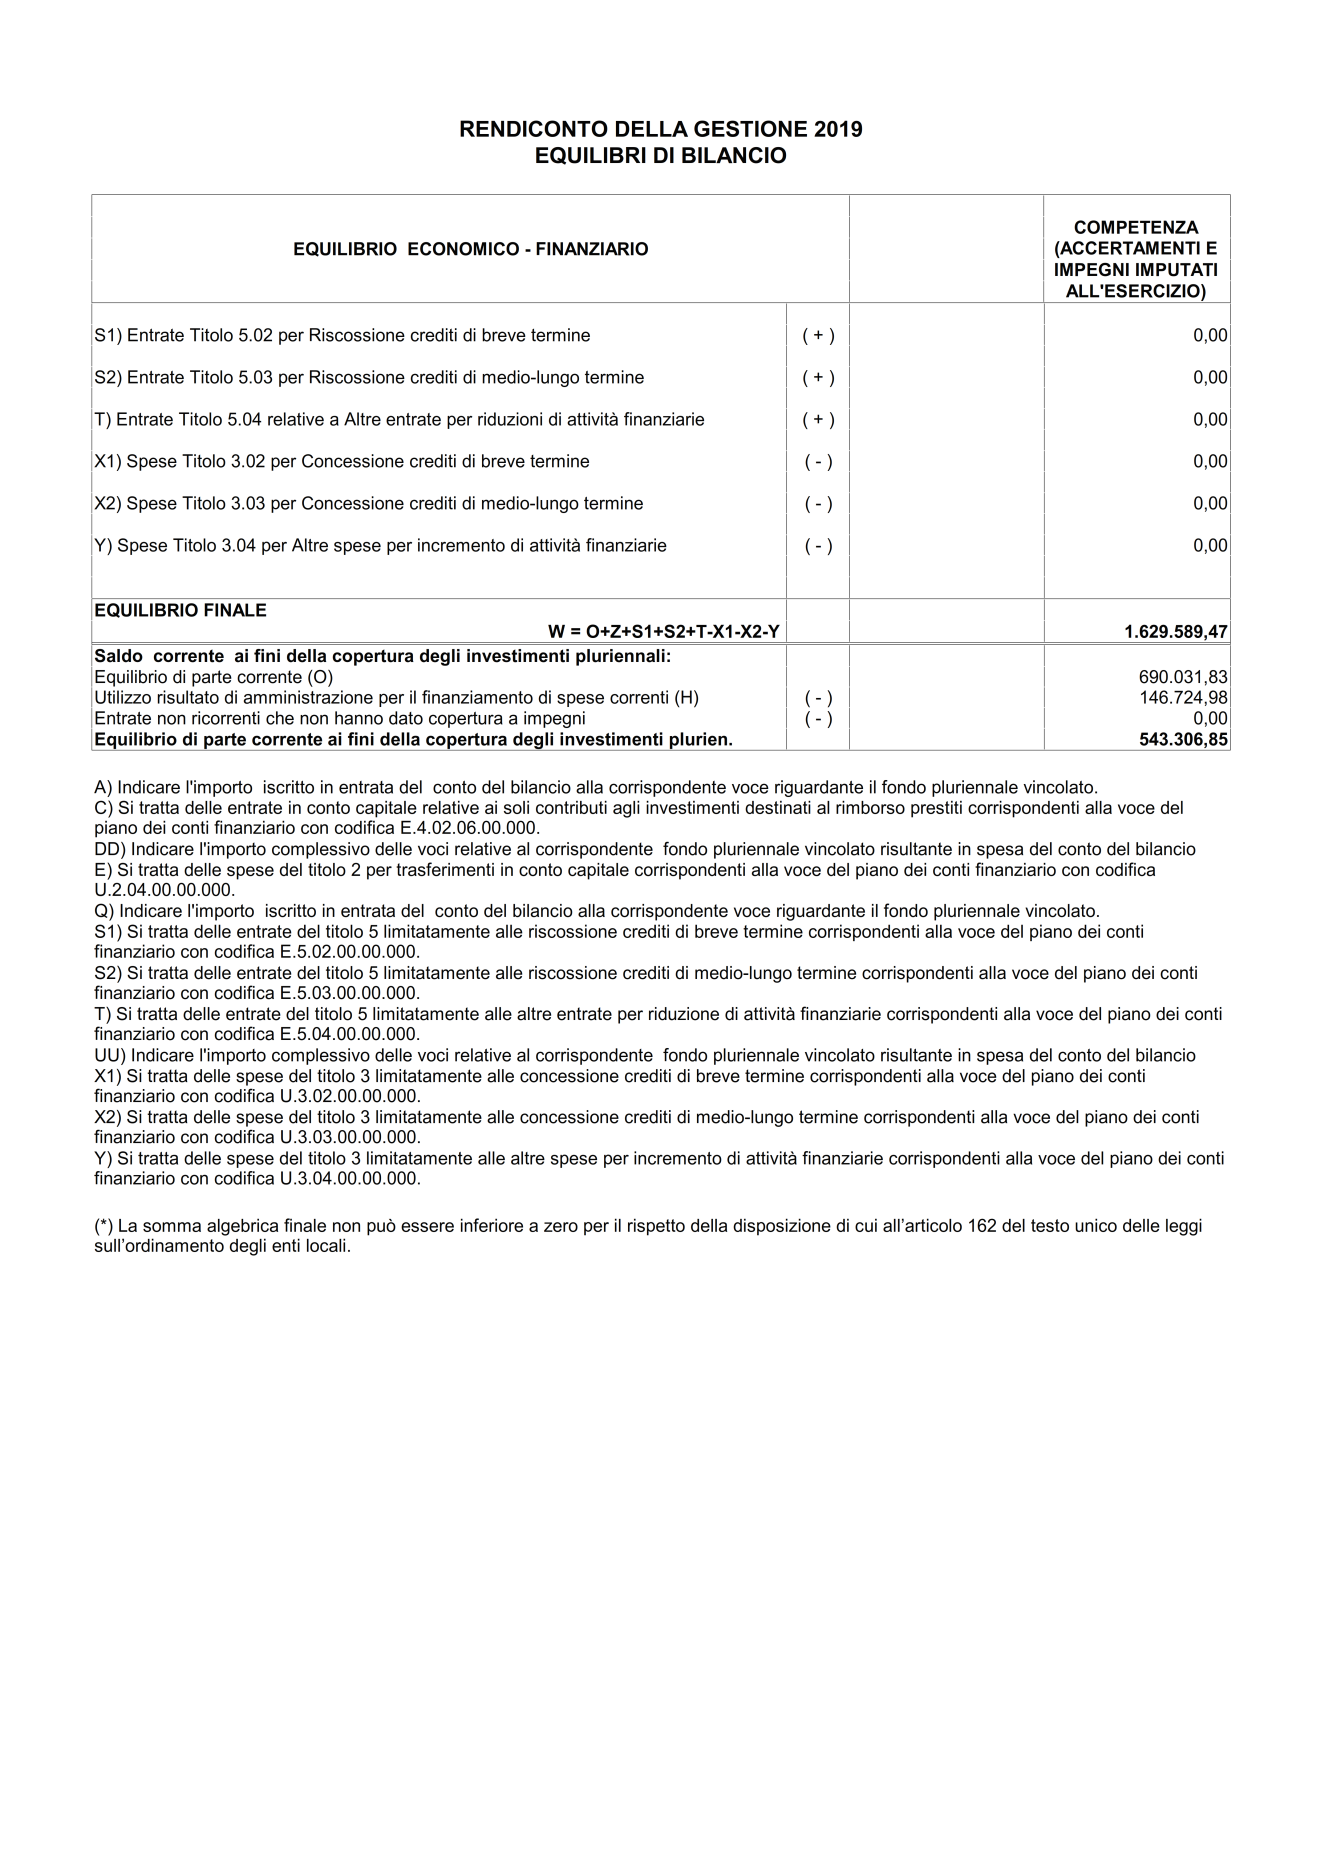 RENDICONTO DELLA GESTIONE 2019
EQUILIBRI DI BILANCIO
EQUILIBRIO ECONOMICO - FINANZIARIO
COMPETENZA
(ACCERTAMENTI E
IMPEGNI IMPUTATI
ALL'ESERCIZIO)
S1) Entrate Titolo 5.02 per Riscossione crediti di breve termine ( + ) 0,00
S2) Entrate Titolo 5.03 per Riscossione crediti di medio-lungo termine ( + ) 0,00
T) Entrate Titolo 5.04 relative a Altre entrate per riduzioni di attività finanziarie ( + ) 0,00
X1) Spese Titolo 3.02 per Concessione crediti di breve termine ( - ) 0,00
X2) Spese Titolo 3.03 per Concessione crediti di medio-lungo termine ( - ) 0,00
Y) Spese Titolo 3.04 per Altre spese per incremento di attività finanziarie ( - ) 0,00
EQUILIBRIO FINALE
W = O+Z+S1+S2+T-X1-X2-Y 1.629.589,47
Saldo corrente ai fini della copertura degli investimenti pluriennali:
Equilibrio di parte corrente (O) 690.031,83
Utilizzo risultato di amministrazione per il finanziamento di spese correnti (H) ( - ) 146.724,98
Entrate non ricorrenti che non hanno dato copertura a impegni ( - ) 0,00
Equilibrio di parte corrente ai fini della copertura degli investimenti plurien. 543.306,85
A) Indicare l'importo iscritto in entrata del conto del bilancio alla corrispondente voce riguardante il fondo pluriennale vincolato.
C) Si tratta delle entrate in conto capitale relative ai soli contributi agli investimenti destinati al rimborso prestiti corrispondenti alla voce del
piano dei conti finanziario con codifica E.4.02.06.00.000.
DD) Indicare l'importo complessivo delle voci relative al corrispondente fondo pluriennale vincolato risultante in spesa del conto del bilancio
E) Si tratta delle spese del titolo 2 per trasferimenti in conto capitale corrispondenti alla voce del piano dei conti finanziario con codifica
U.2.04.00.00.000.
Q) Indicare l'importo iscritto in entrata del conto del bilancio alla corrispondente voce riguardante il fondo pluriennale vincolato.
S1) Si tratta delle entrate del titolo 5 limitatamente alle riscossione crediti di breve termine corrispondenti alla voce del piano dei conti
finanziario con codifica E.5.02.00.00.000.
S2) Si tratta delle entrate del titolo 5 limitatamente alle riscossione crediti di medio-lungo termine corrispondenti alla voce del piano dei conti
finanziario con codifica E.5.03.00.00.000.
T) Si tratta delle entrate del titolo 5 limitatamente alle altre entrate per riduzione di attività finanziarie corrispondenti alla voce del piano dei conti
finanziario con codifica E.5.04.00.00.000.
UU) Indicare l'importo complessivo delle voci relative al corrispondente fondo pluriennale vincolato risultante in spesa del conto del bilancio
X1) Si tratta delle spese del titolo 3 limitatamente alle concessione crediti di breve termine corrispondenti alla voce del piano dei conti
finanziario con codifica U.3.02.00.00.000.
X2) Si tratta delle spese del titolo 3 limitatamente alle concessione crediti di medio-lungo termine corrispondenti alla voce del piano dei conti
finanziario con codifica U.3.03.00.00.000.
Y) Si tratta delle spese del titolo 3 limitatamente alle altre spese per incremento di attività finanziarie corrispondenti alla voce del piano dei conti
finanziario con codifica U.3.04.00.00.000.
(*) La somma algebrica finale non può essere inferiore a zero per il rispetto della disposizione di cui all’articolo 162 del testo unico delle leggi
sull’ordinamento degli enti locali.